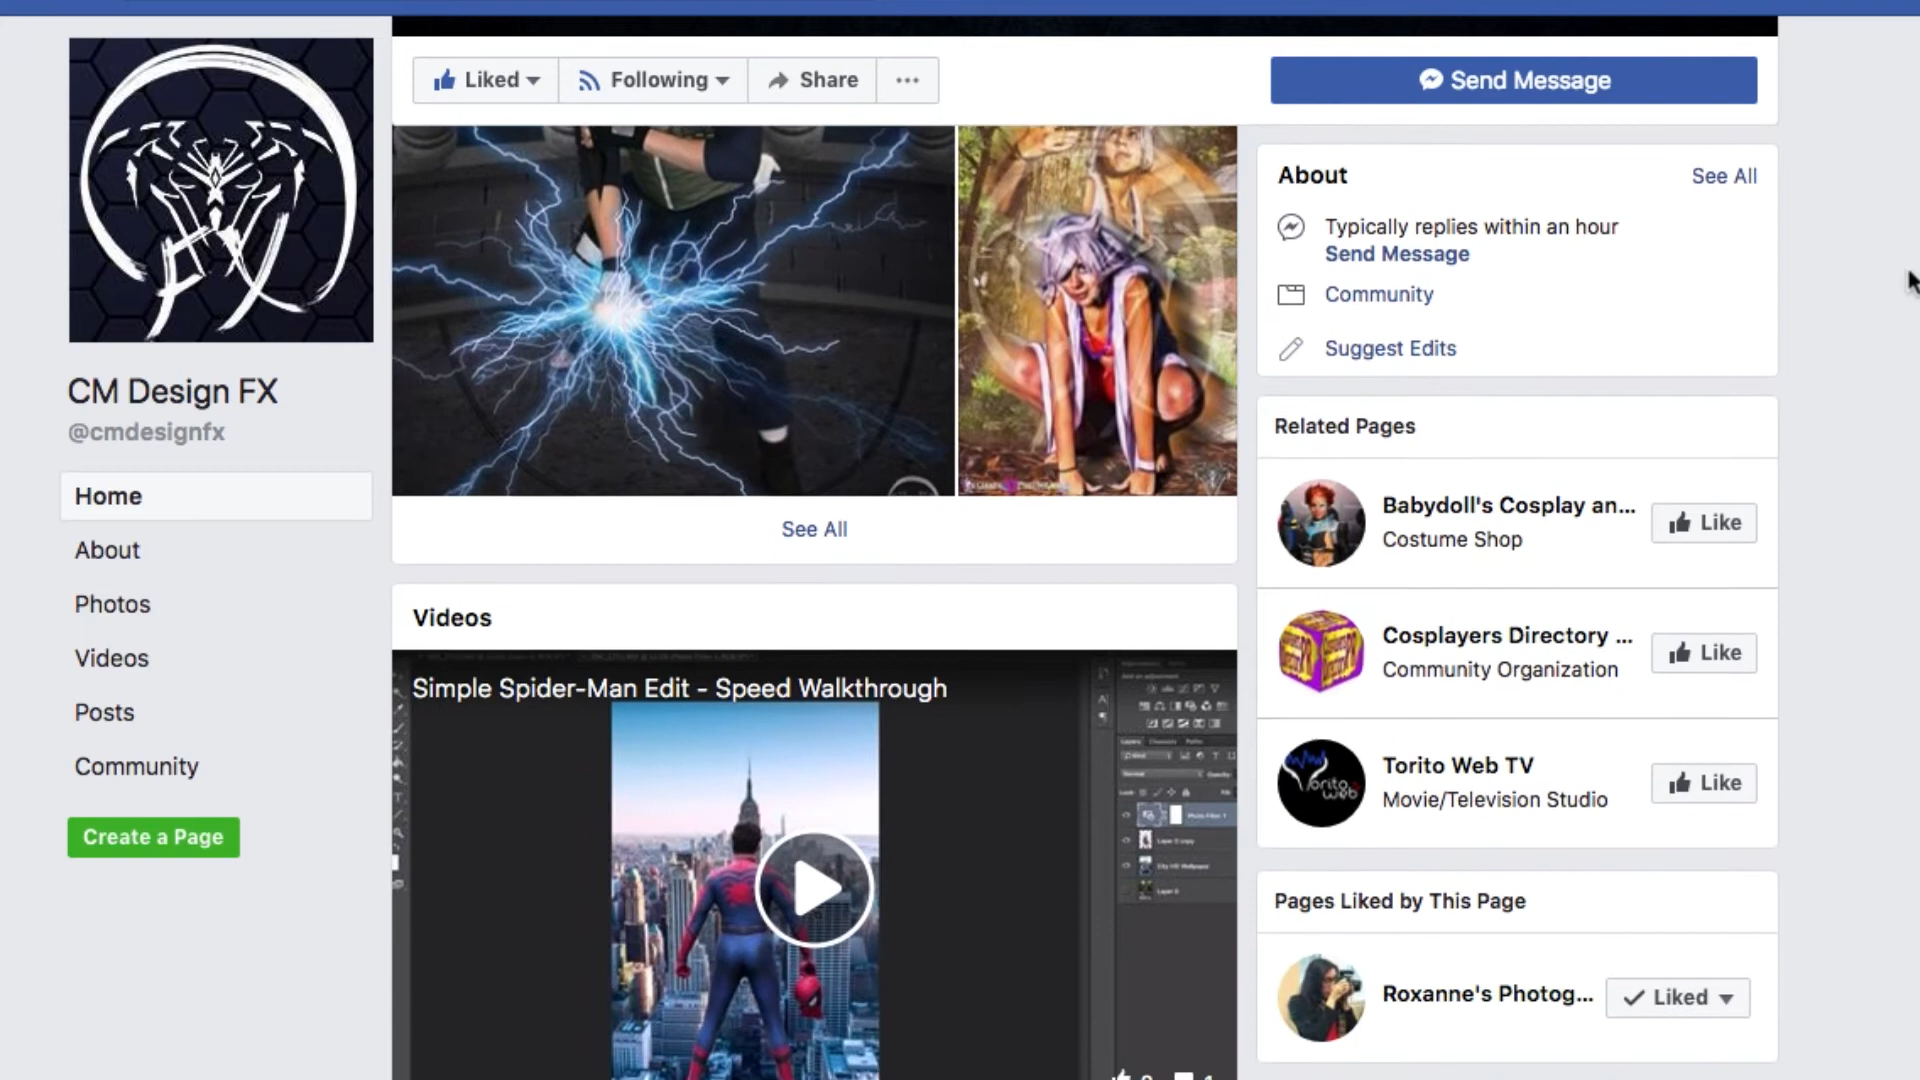 Liked
Following
Share
Send Message
CM Design FX
@cmdesignfx
Home
About
Photos
Videos
Posts
Community
Create a Page
See All
Videos
Simple Spider-Man Edit - Speed Walkthrough
About
See All
Typically replies within an hour
Send Message
Community
Suggest Edits
Related Pages
Babydoll's Cosplay an...
Costume Shop
Like
Cosplayers Directory ...
Community Organization
Like
Torito Web TV
Movie/Television Studio
Like
Pages Liked by This Page
Roxanne's Photog...
Liked